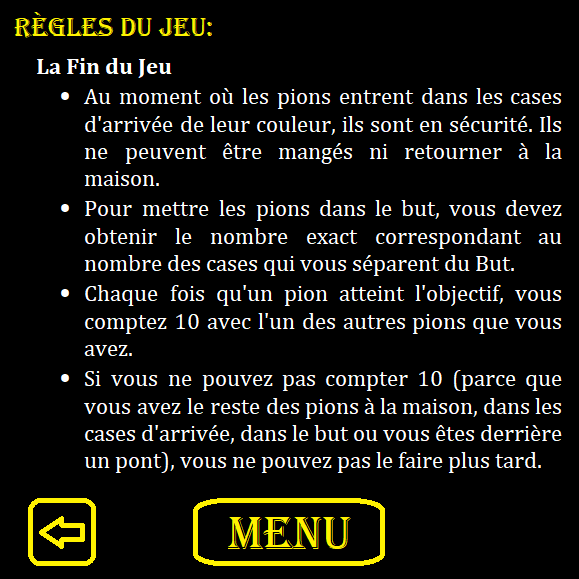 RÈGLES DU JEU:
La Fin du Jeu
• Au moment où les pions entrent dans les cases
d'arrivée de leur couleur, ils sont en sécurité. Ils
ne peuvent être mangés ni retourner à la
maison.
• Pour mettre les pions dans le but, vous devez
obtenir le nombre exact correspondant au
nombre des cases qui vous séparent du But.
• Chaque fois qu'un pion atteint l'objectif, vous
comptez 10 avec l'un des autres pions que vous
avez.
• Si vous ne pouvez pas compter 10 (parce que
vous avez le reste des pions à la maison, dans les
cases d'arrivée, dans le but ou vous êtes derrière
un pont), vous ne pouvez pas le faire plus tard.
MENU